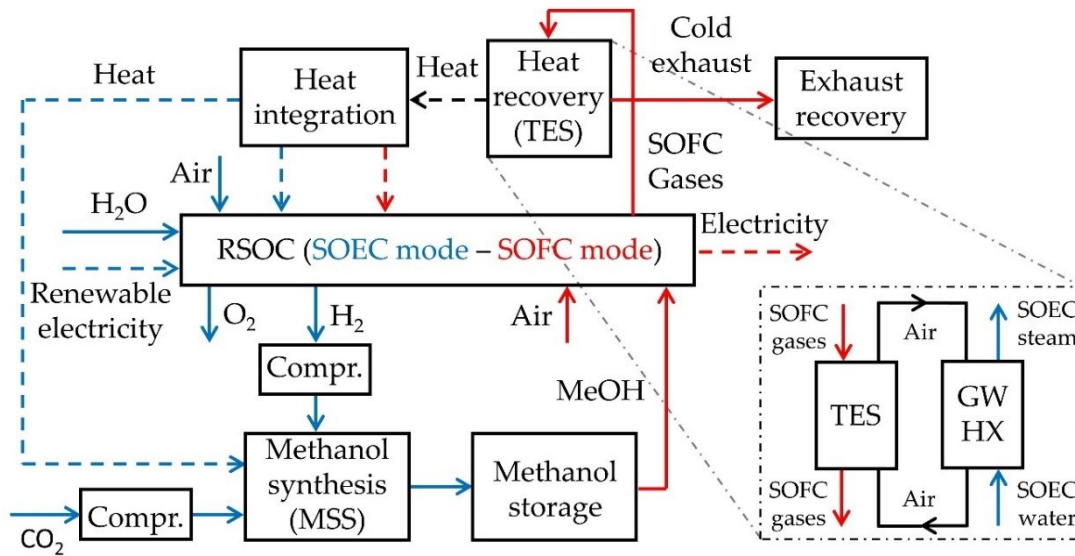 Heat
Heat
integration
Heat
Heat
recovery
(TES)
Cold
exhaust
Exhaust
recovery
SOFC
Gases
Air
H₂O
RSOC (SOEC mode – SOFC mode)
Electricity
Renewable
electricity
O₂
H₂
Air
Compr.
MeOH
Methanol
synthesis
(MSS)
Methanol
storage
CO₂
Compr.
SOFC
gases
Air
SOEC
steam
TES
GW
HX
SOFC
gases
Air
SOEC
water